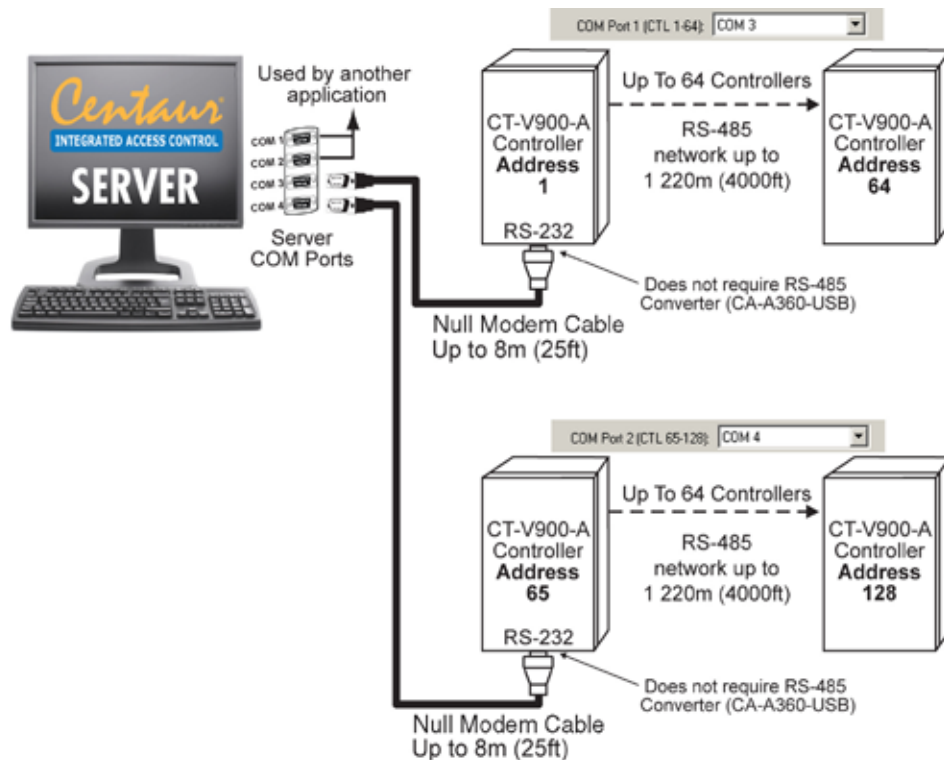 COM Port 1 (CTL 1-64): COM 3
Centaur
INTEGRATED ACCESS CONTROL
SERVER
Used by another
application
COM 1
COM 2
COM 3
COM 4
Server
COM Ports
CT-V900-A
Controller
Address
1
RS-232
Up To 64 Controllers
RS-485
network up to
1 220m (4000ft)
CT-V900-A
Controller
Address
64
Does not require RS-485
Converter (CA-A360-USB)
Null Modem Cable
Up to 8m (25ft)
COM Port 2 (CTL 65-128): COM 4
CT-V900-A
Controller
Address
65
RS-232
Up To 64 Controllers
RS-485
network up to
1 220m (4000ft)
CT-V900-A
Controller
Address
128
Does not require RS-485
Converter (CA-A360-USB)
Null Modem Cable
Up to 8m (25ft)